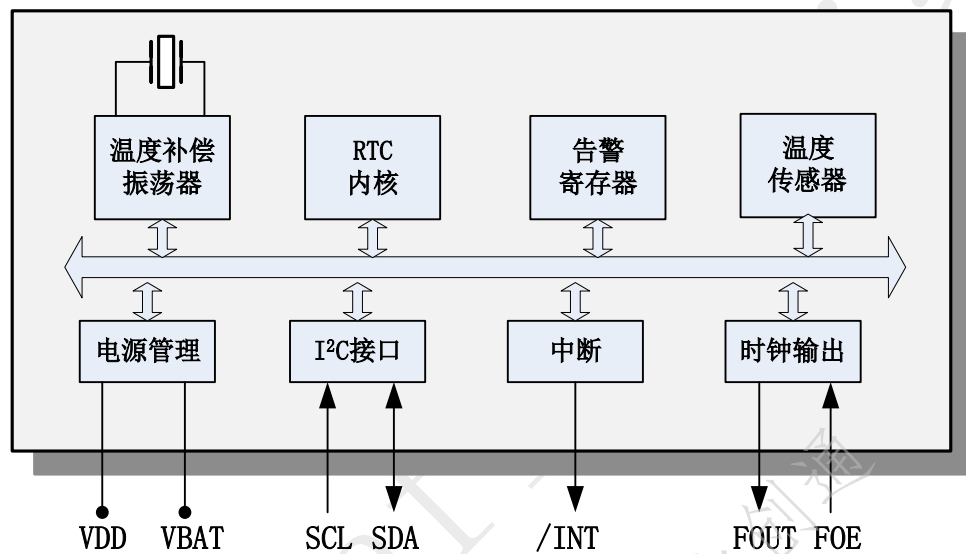 温度补偿
振荡器
RTC
内核
告警
寄存器
温度
传感器
电源管理
I²C接口
中断
时钟输出
VDD VBAT SCL SDA /INT FOUT FOE